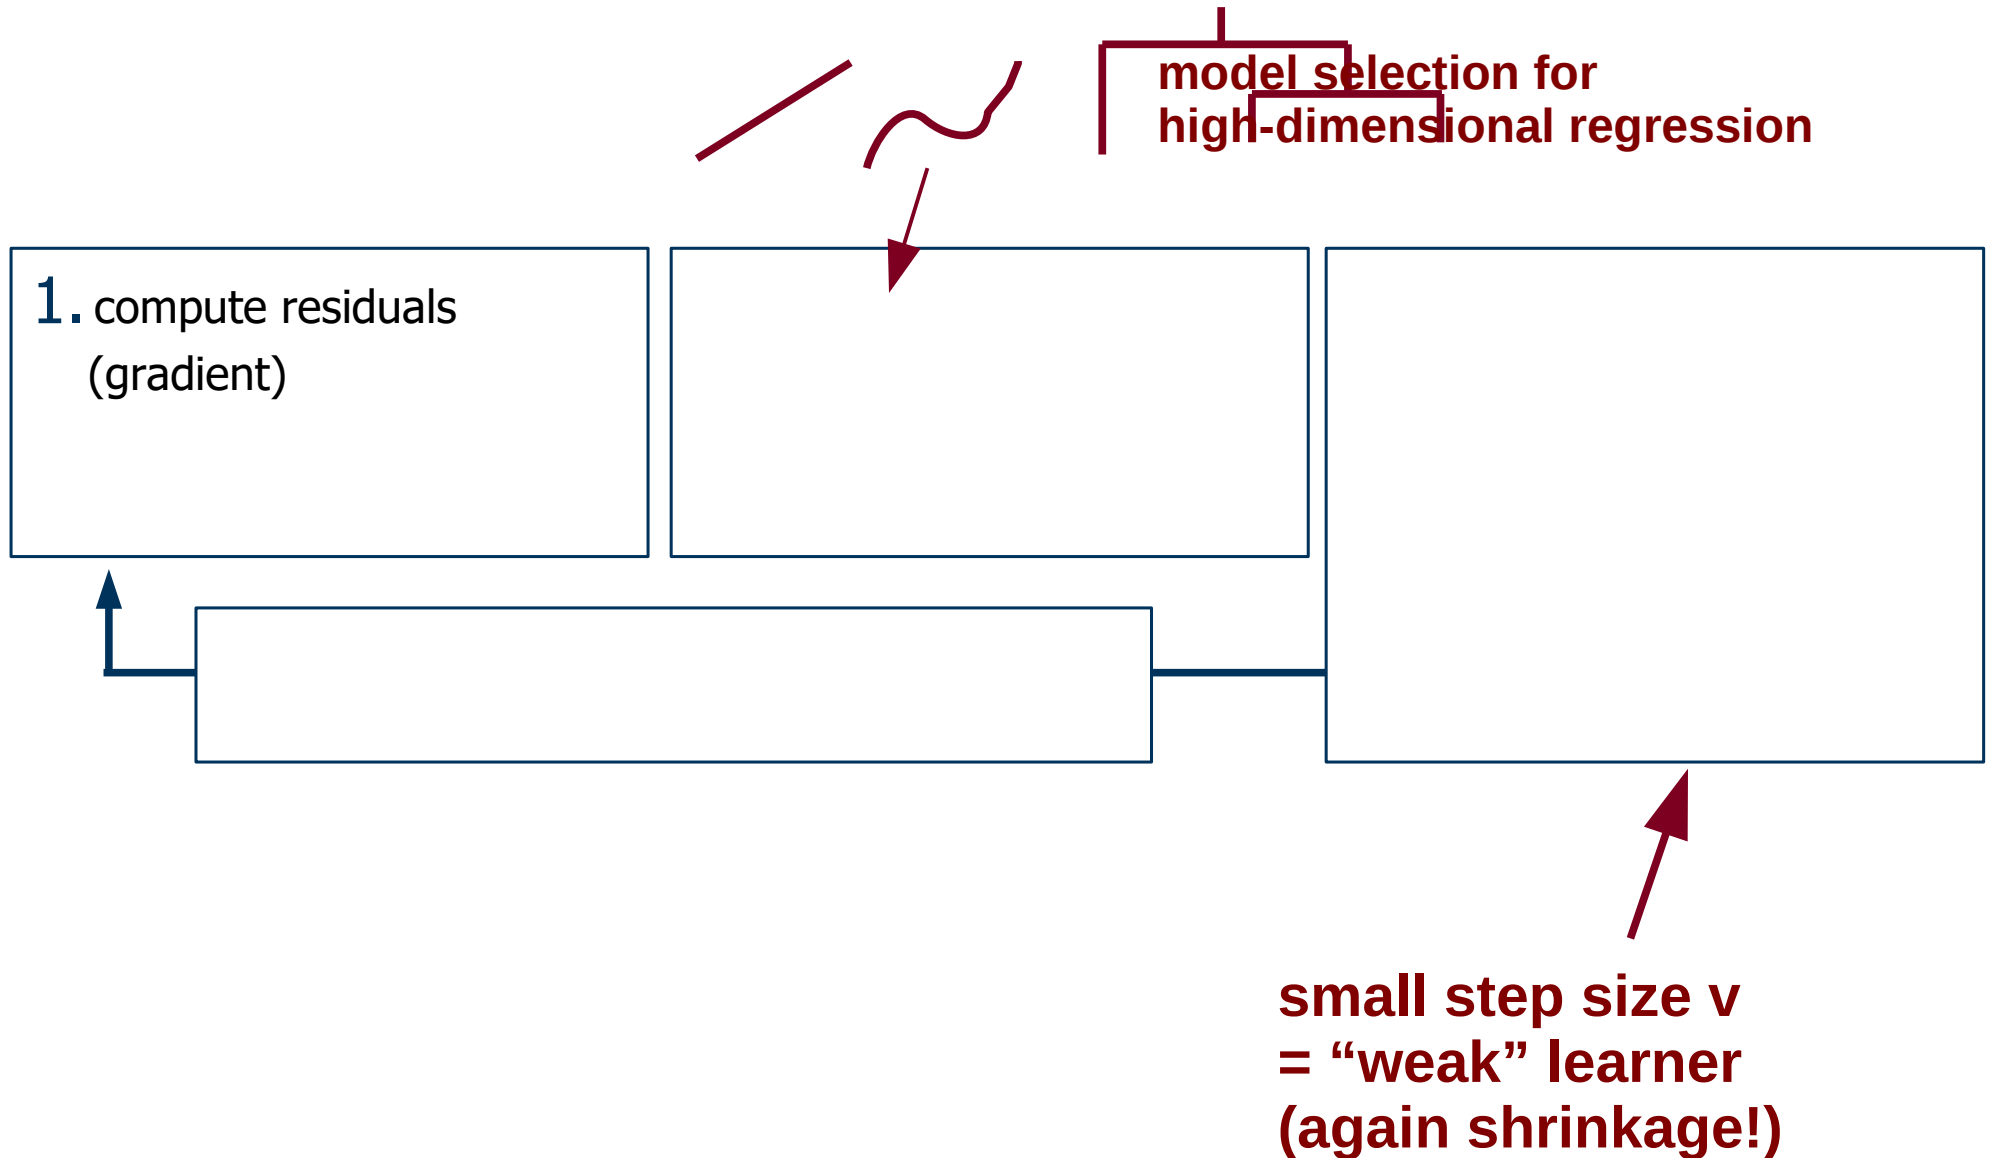 model selection for
high-dimensional regression
1. compute residuals
(gradient)
small step size v
= “weak” learner
(again shrinkage!)